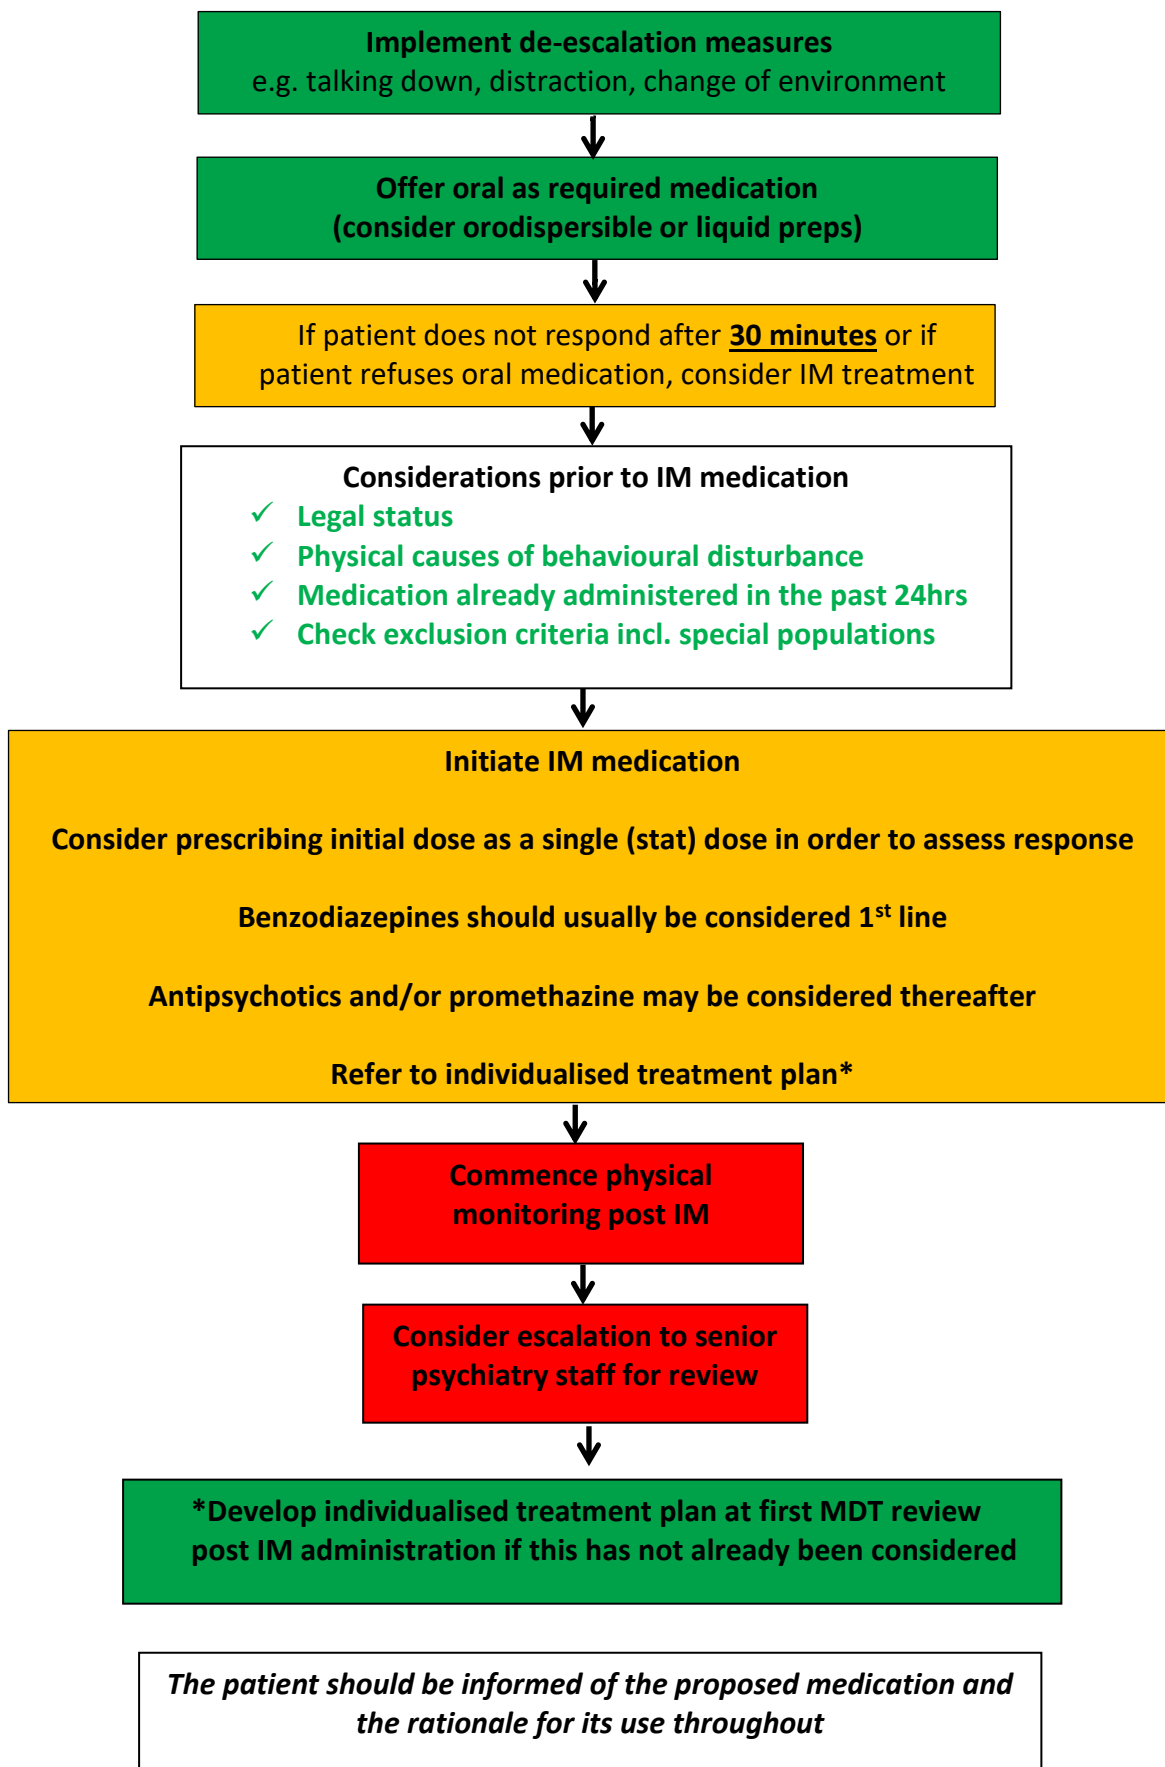 Implement de-escalation measures
e.g. talking down, distraction, change of environment
Offer oral as required medication
(consider orodispersible or liquid preps)
If patient does not respond after 30 minutes or if
patient refuses oral medication, consider IM treatment
Considerations prior to IM medication
✓ Legal status
✓ Physical causes of behavioural disturbance
✓ Medication already administered in the past 24hrs
✓ Check exclusion criteria incl. special populations
Initiate IM medication
Consider prescribing initial dose as a single (stat) dose in order to assess response
Benzodiazepines should usually be considered 1st line
Antipsychotics and/or promethazine may be considered thereafter
Refer to individualised treatment plan*
Commence physical
monitoring post IM
Consider escalation to senior
psychiatry staff for review
*Develop individualised treatment plan at first MDT review
post IM administration if this has not already been considered
The patient should be informed of the proposed medication and
the rationale for its use throughout